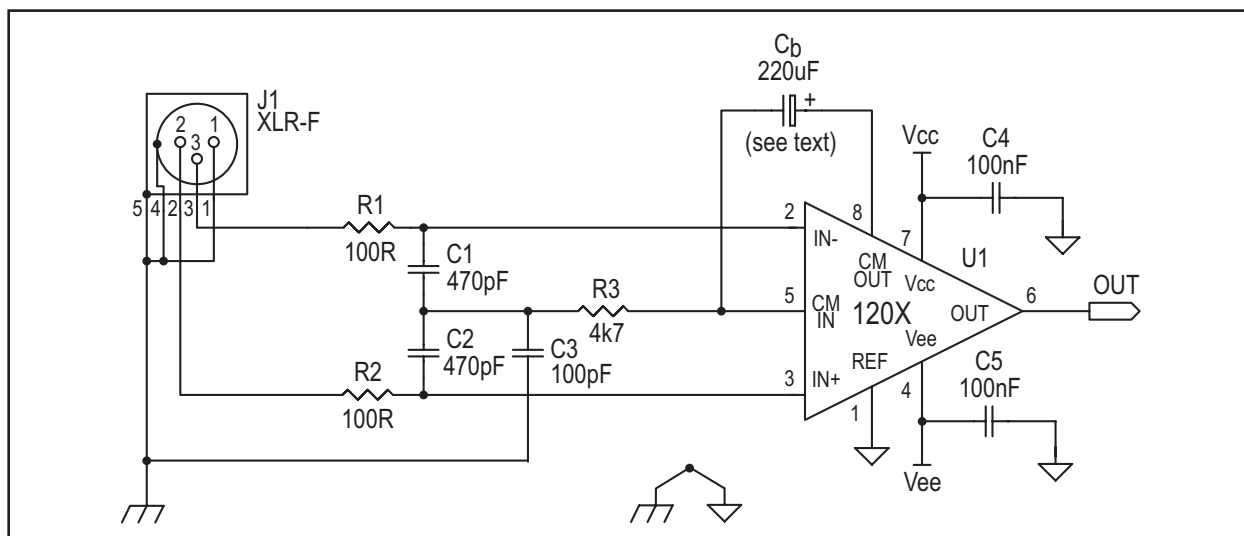 Cb
220uF
+
(see text)
J1
XLR-F
2
1
3
5
4
2
3
1
Vcc
C4
100nF
R1
100R
C1
470pF
2
IN-
8
CM
OUT
7
Vcc
U1
R3
4k7
5
CM
IN
120X
OUT
6
OUT
C2
470pF
C3
100pF
Vee
R2
100R
3
IN+
REF
1
4
C5
100nF
Vee